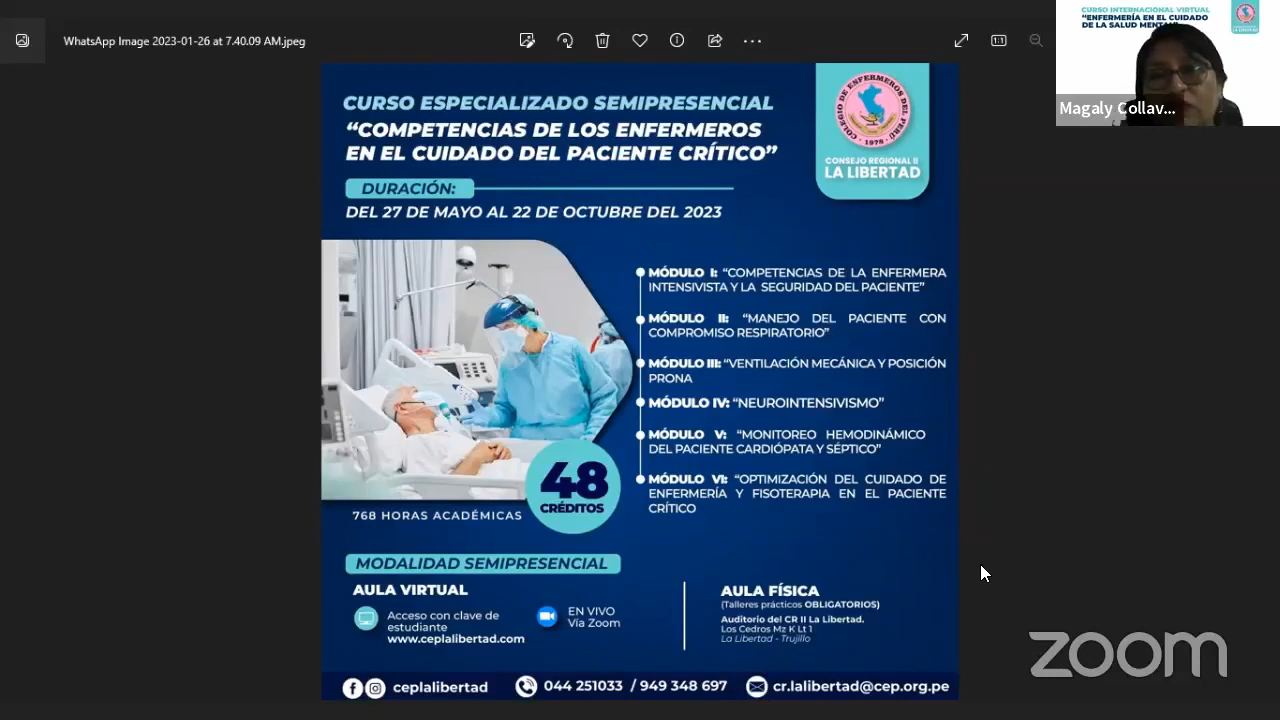 WhatsApp Image 2023-01-26 at 7.40.09 AM.jpeg
1:1
CURSO INTERNACIONAL VIRTUAL
“ENFERMERÍA EN EL CUIDADO
DE LA SALUD
Magaly Collav...
CURSO ESPECIALIZADO SEMIPRESENCIAL
“COMPETENCIAS DE LOS ENFERMEROS
EN EL CUIDADO DEL PACIENTE CRÍTICO”
COLEGIO DE ENFERMEROS DEL PERÚ
1978
CONSEJO REGIONAL II
LA LIBERTAD
DURACIÓN:
DEL 27 DE MAYO AL 22 DE OCTUBRE DEL 2023
MÓDULO I: “COMPETENCIAS DE LA ENFERMERA
INTENSIVISTA Y LA SEGURIDAD DEL PACIENTE”
MÓDULO II: “MANEJO DEL PACIENTE CON
COMPROMISO RESPIRATORIO”
MÓDULO III: “VENTILACIÓN MECÁNICA Y POSICIÓN
PRONA
MÓDULO IV: “NEUROINTENSIVISMO”
MÓDULO V: “MONITOREO HEMODINÁMICO
DEL PACIENTE CARDIÓPATA Y SÉPTICO”
MÓDULO VI: “OPTIMIZACIÓN DEL CUIDADO DE
ENFERMERÍA Y FISOTERAPIA EN EL PACIENTE
CRÍTICO
48
CRÉDITOS
768 HORAS ACADÉMICAS
MODALIDAD SEMIPRESENCIAL
AULA VIRTUAL
Acceso con clave de
estudiante
www.ceplalibertad.com
EN VIVO
Vía Zoom
AULA FÍSICA
(Talleres prácticos OBLIGATORIOS)
Auditorio del CR II La Libertad.
Los Cedros Mz K Lt 1
La Libertad - Trujillo
ceplalibertad
044 251033 / 949 348 697
cr.lalibertad@cep.org.pe
zoom